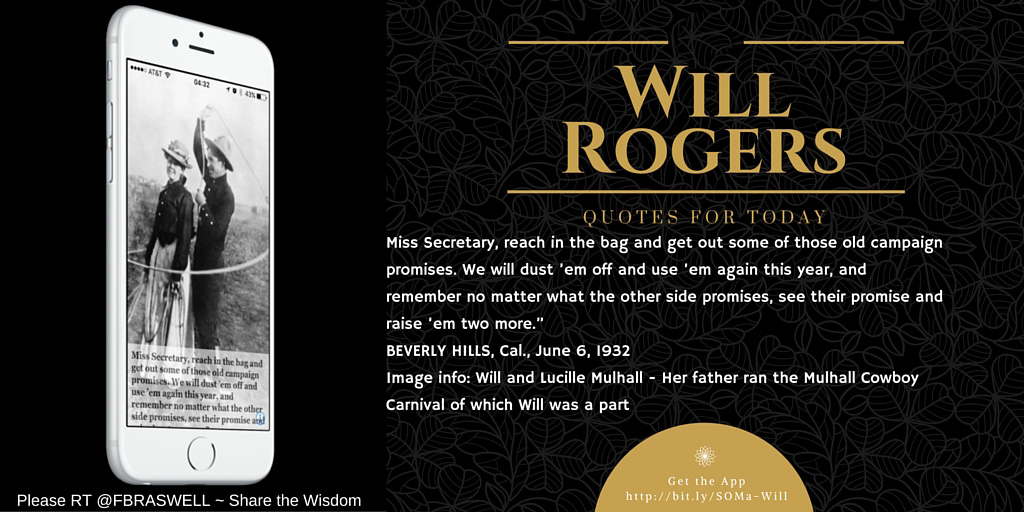 AT&T
04:32
43%
Miss Secretary, reach in the bag and
get out some of those old campaign
promises. We will dust 'em off and
use 'em again this year, and
remember no matter what the other
side promises, see their promise and
Please RT @FBRASWELL ~ Share the Wisdom
WILL
ROGERS
QUOTES FOR TODAY
Miss Secretary, reach in the bag and get out some of those old campaign
promises. We will dust 'em off and use 'em again this year, and
remember no matter what the other side promises, see their promise and
raise 'em two more."
BEVERLY HILLS, Cal., June 6, 1932
Image info: Will and Lucille Mulhall - Her father ran the Mulhall Cowboy
Carnival of which Will was a part
Get the App
http://bit.ly/SOMa-Will